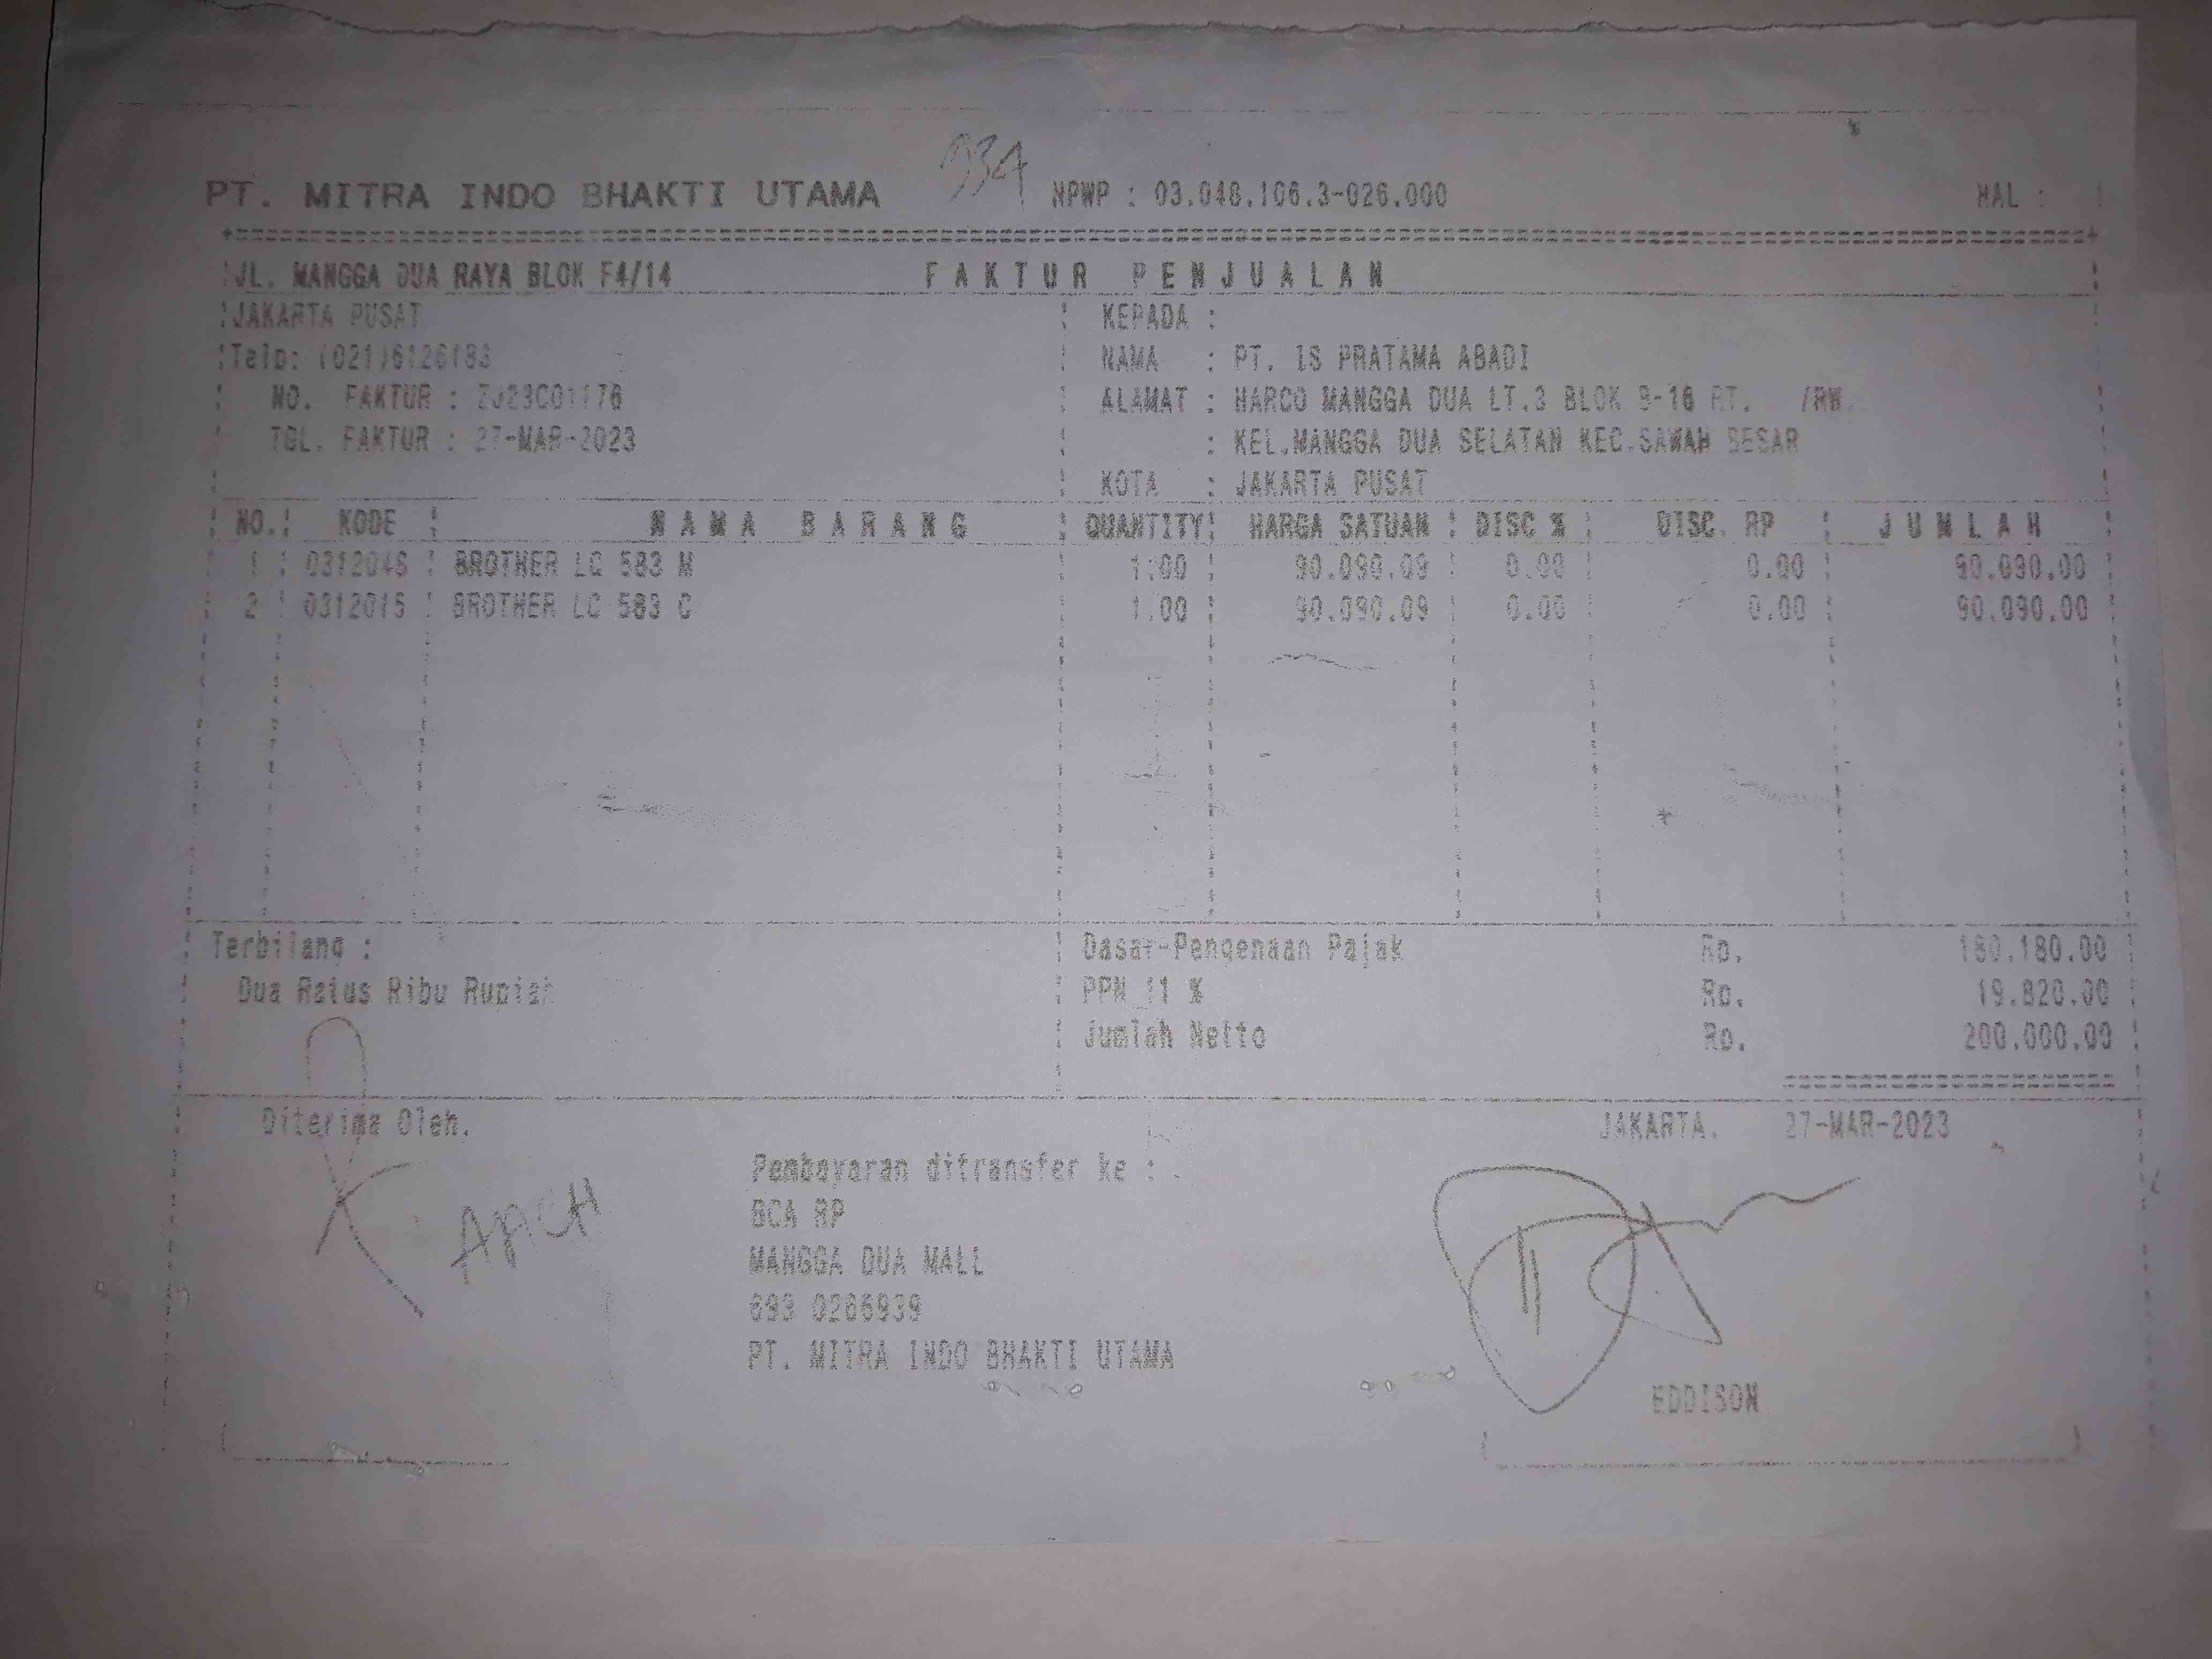 934
PT. MITRA INDO BHAKTI UTAMA NPWP : 03.048.106.3-026.000 HAL :
JL. MANGGA DUA RAYA BLOK F4/14 FAKTUR PENJUALAN
JAKARTA PUSAT KEPADA :
Telp: (021)6126183 NAMA : PT. IS PRATAMA ABADI
NO. FAKTUR : ALAMAT : HARCO MANGGA DUA LT.3 BLOK B-16 RT. /RW.
TGL. FAKTUR : 27-MAR-2023 : KEL.MANGGA DUA SELATAN KEC.SAWAH BESAR
KOTA : JAKARTA PUSAT
NO. KODE NAMA BARANG QUANTITY HARGA SATUAN DISC % DISC. RP JUMLAH
1 BROTHER LC 583 M 1.00 90.090.09 0.00 0.00 90.090.00
2 BROTHER LC 583 C 1.00 90.090.09 0.00 0.00 90.090.00
Terbilang : Dasar Pengenaan Pajak Rp. 180.180.00
Dua Ratus Ribu Rupiah PPN 11 % Rp. 19.820.00
Jumlah Netto Rp. 200.000.00
Diterima Oleh, JAKARTA, 27-MAR-2023
Pembayaran ditransfer ke :
BCA RP
MANGGA DUA MALL
693 0266939
PT. MITRA INDO BHAKTI UTAMA
EDDISON